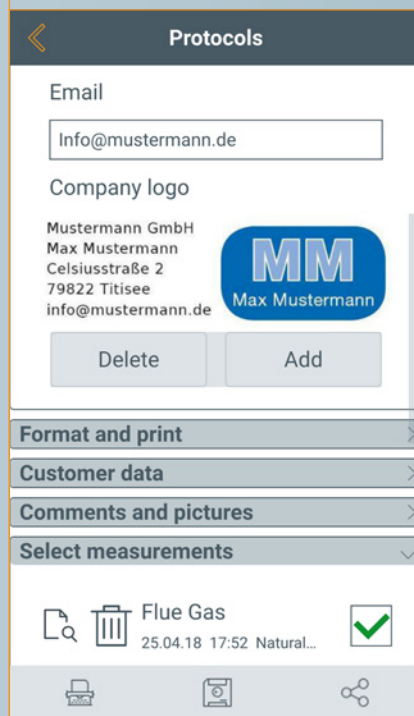 Protocols
Email
Info@mustermann.de
Company logo
Mustermann GmbH
Max Mustermann
Celsiusstraße 2
79822 Titisee
info@mustermann.de
MM
Max Mustermann
Delete
Add
Format and print
Customer data
Comments and pictures
Select measurements
Flue Gas
25.04.18 17:52 Natural...